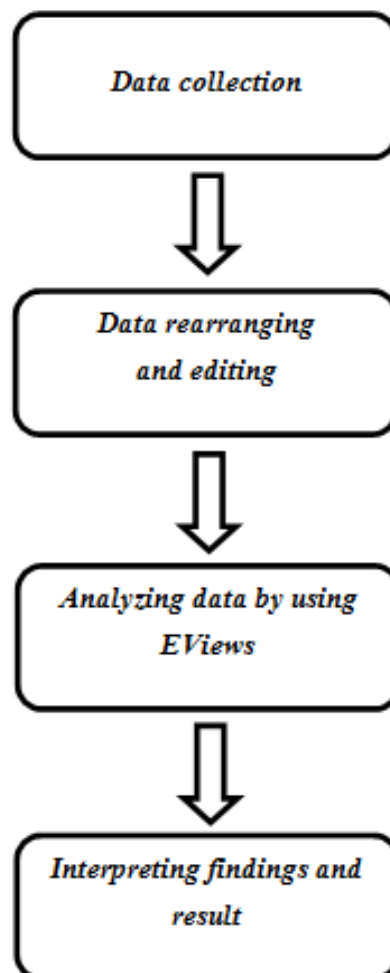 Data collection
Data rearranging
and editing
Analyzing data by using
EViews
Interpreting findings and
result